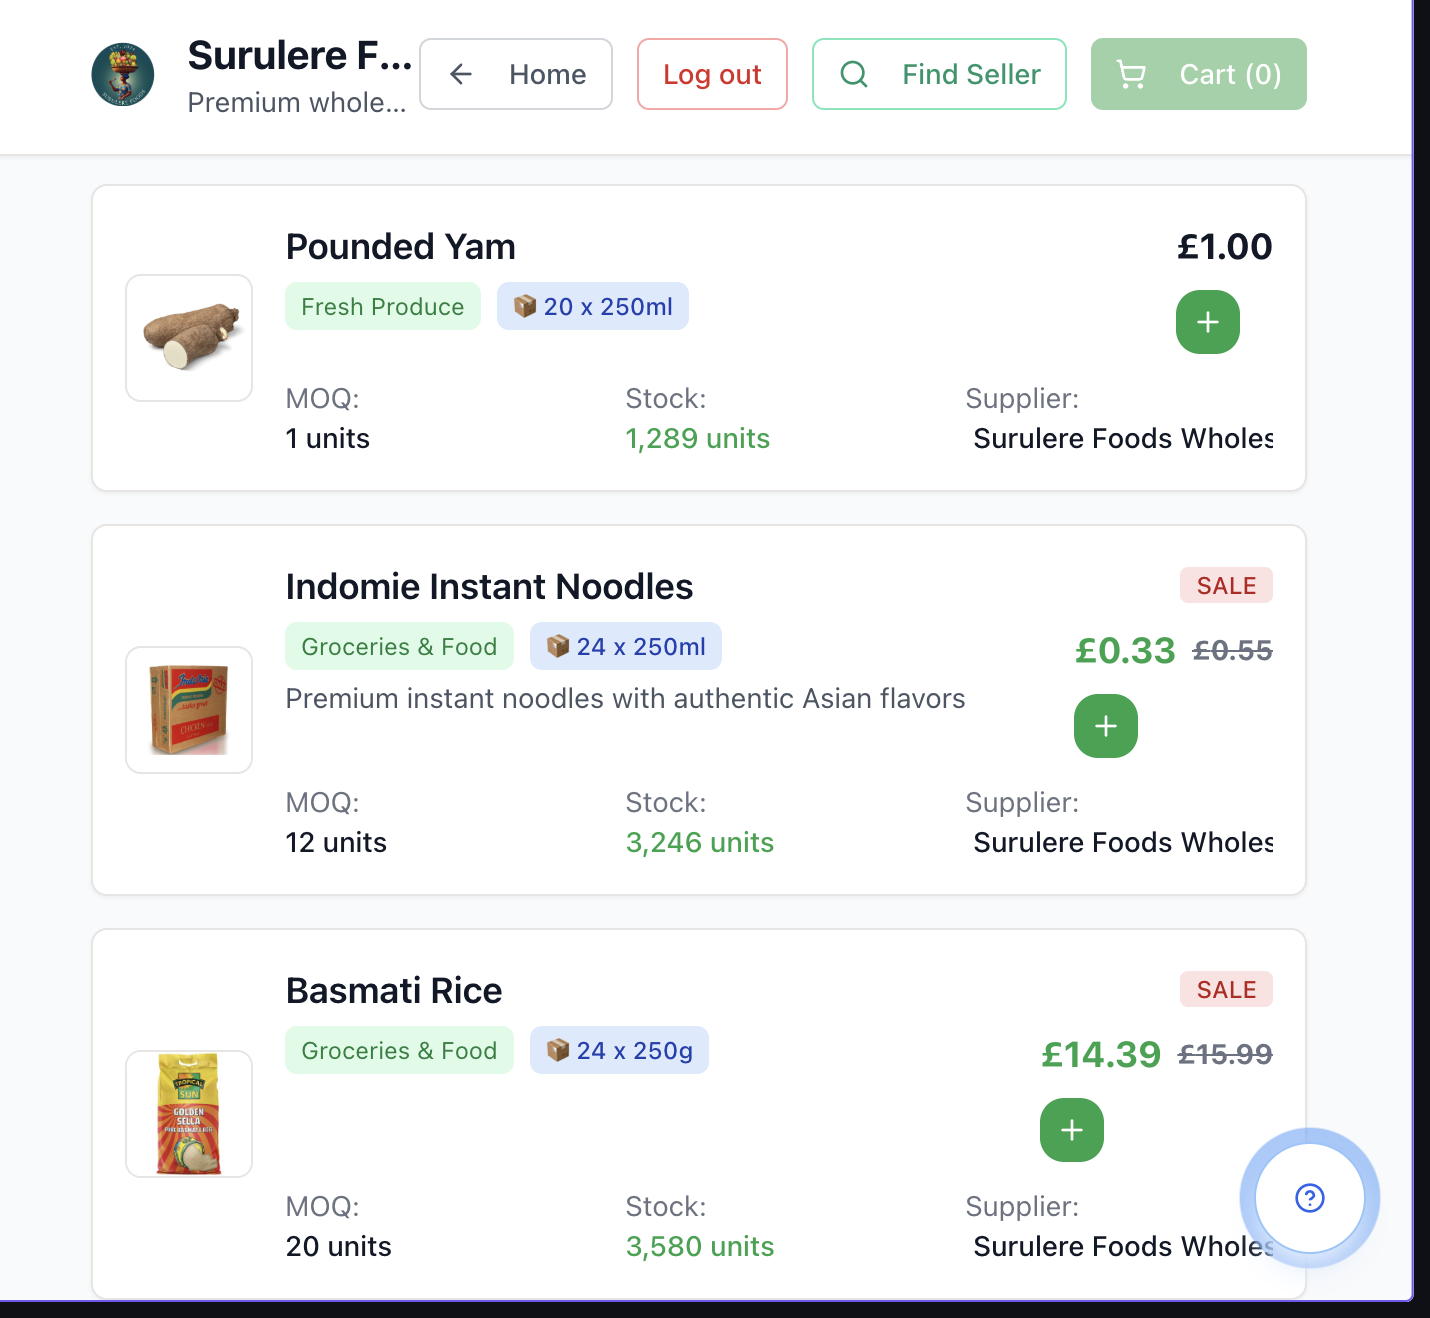 Surulere F...
Premium whole...
Home
Log out
Find Seller
Cart (0)
Pounded Yam
£1.00
Fresh Produce
20 x 250ml
MOQ:
1 units
Stock:
1,289 units
Supplier:
Surulere Foods Wholes
Indomie Instant Noodles
SALE
Groceries & Food
24 x 250ml
£0.33 £0.55
Premium instant noodles with authentic Asian flavors
MOQ:
12 units
Stock:
3,246 units
Supplier:
Surulere Foods Wholes
Basmati Rice
SALE
Groceries & Food
24 x 250g
£14.39 £15.99
TROPICAL
SUN
GOLDEN
SELLA
MOQ:
20 units
Stock:
3,580 units
Supplier:
Surulere Foods Wholes